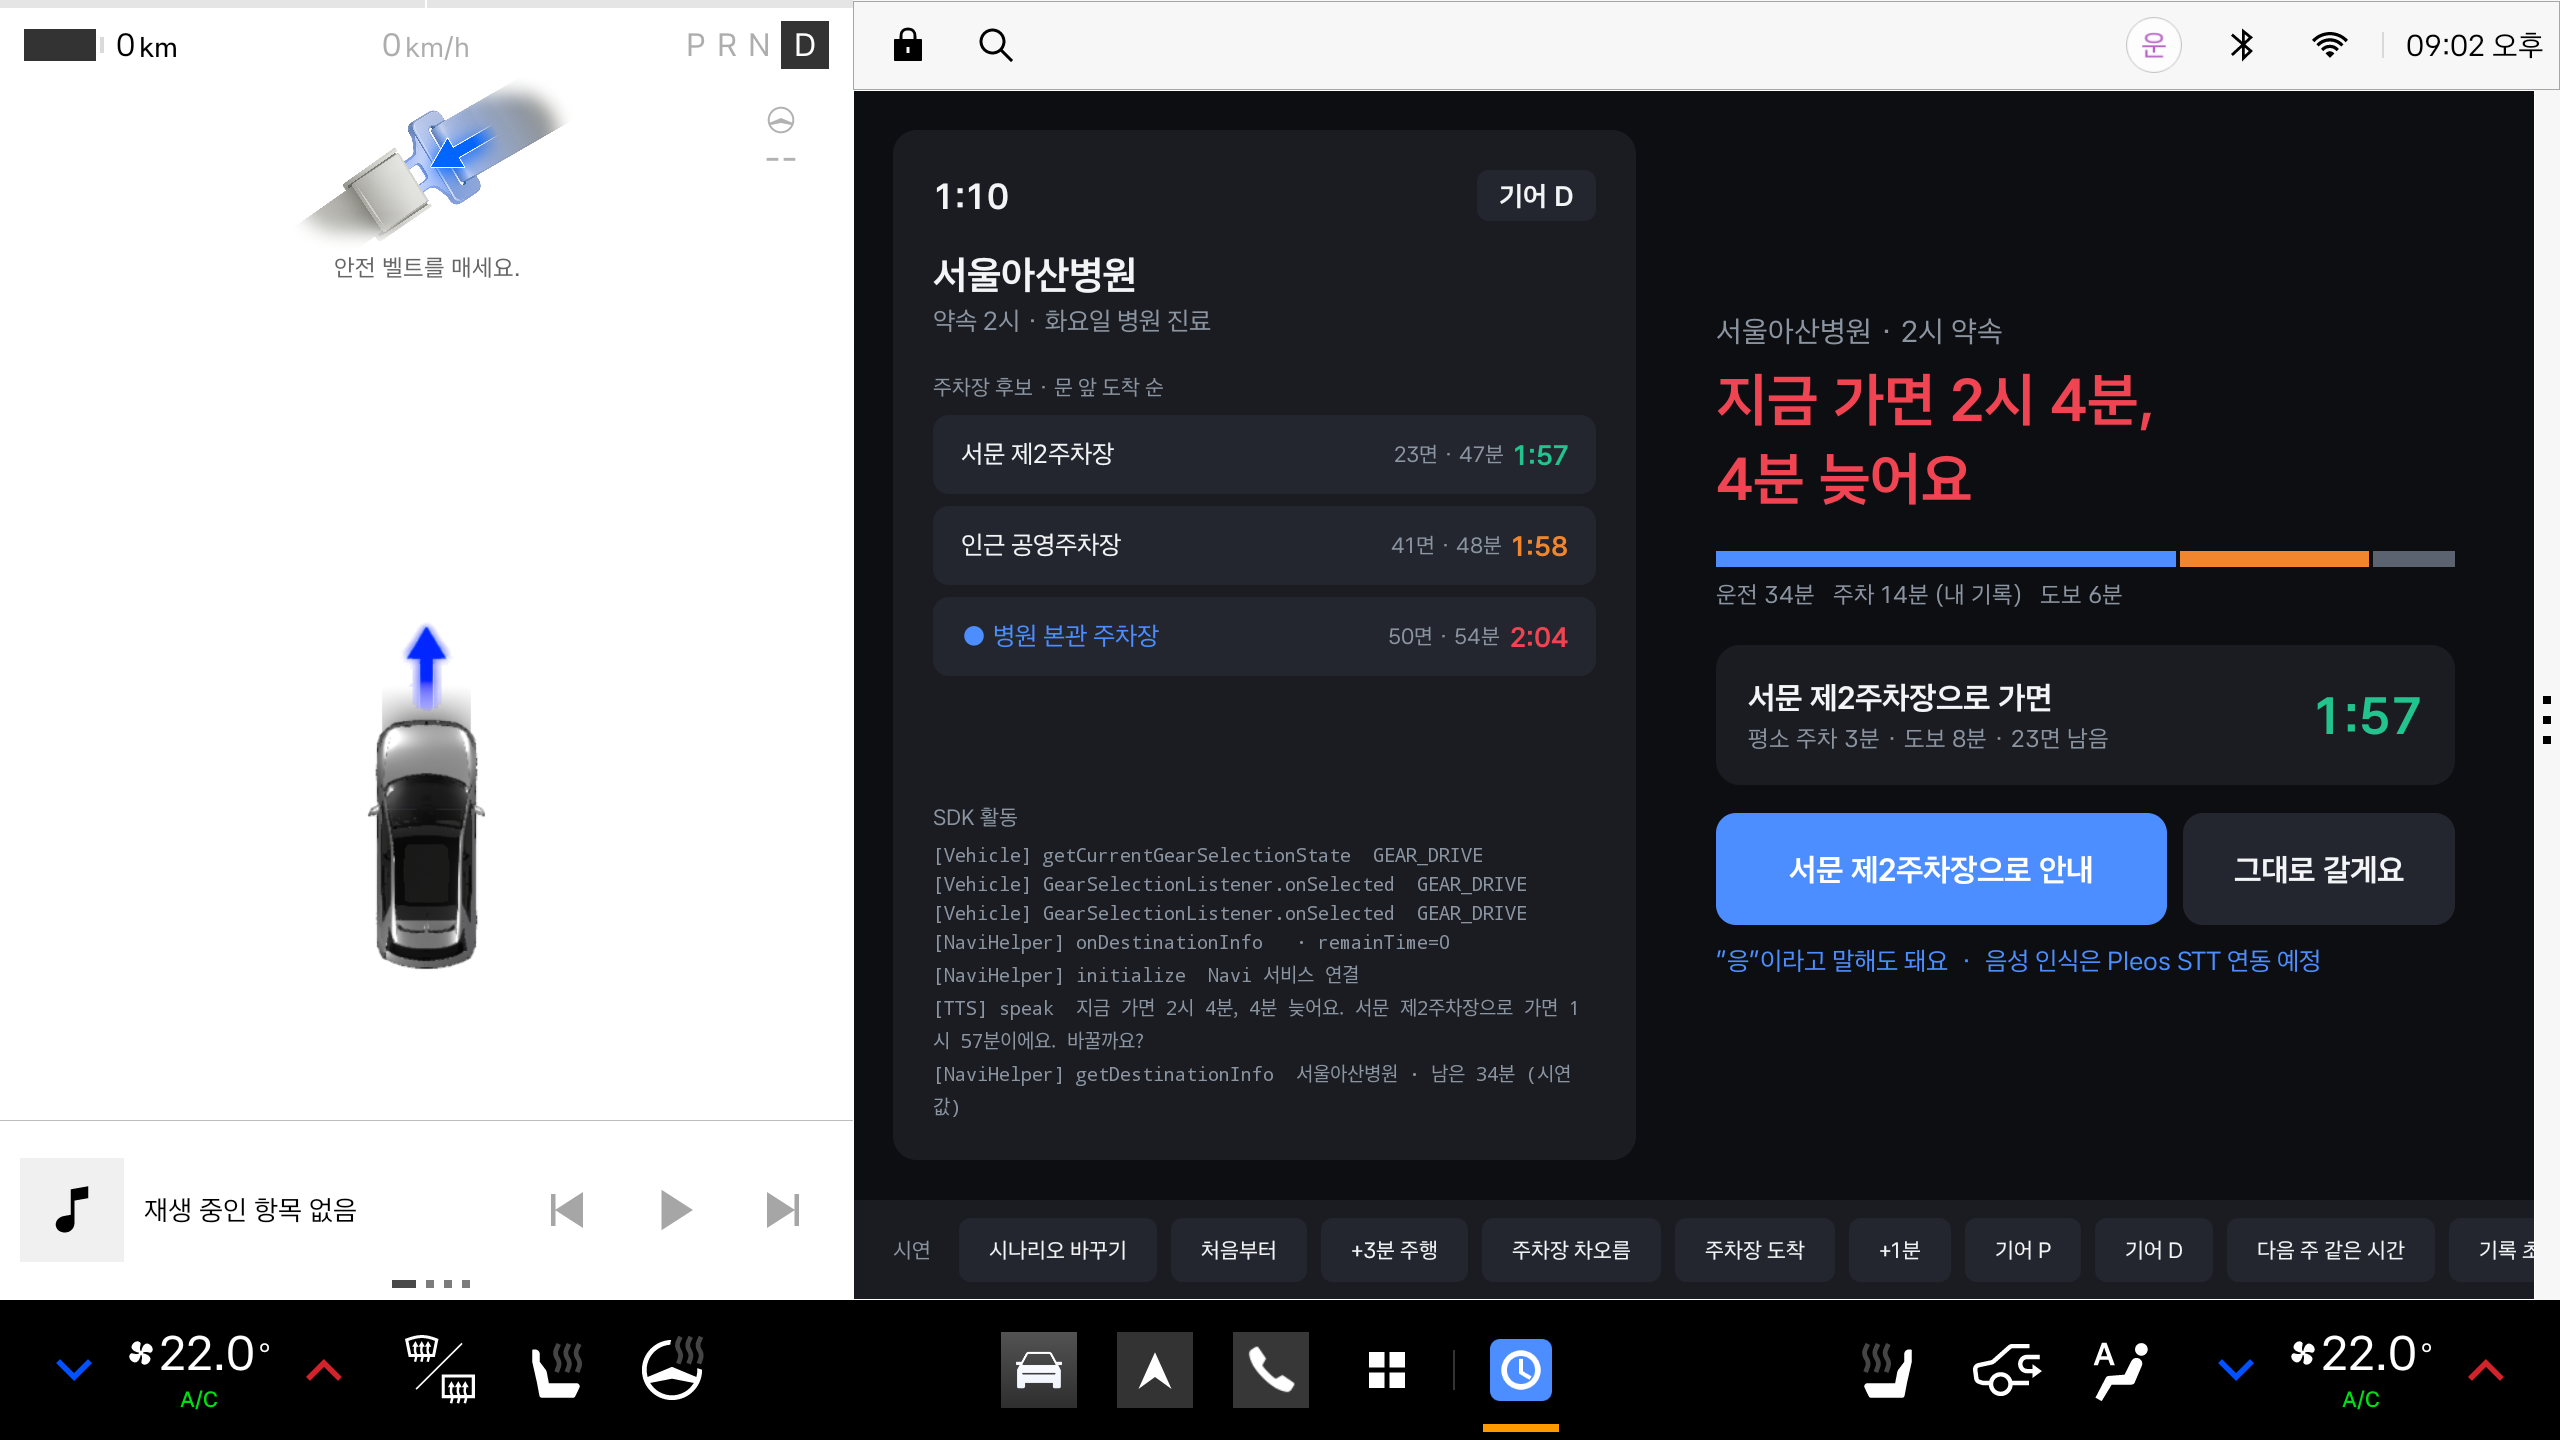 0 km
0 km/h
P R N D
안전 벨트를 매세요.
--
재생 중인 항목 없음
운
09:02 오후
1:10
기어 D
서울아산병원
약속 2시 · 화요일 병원 진료
주차장 후보 · 문 앞 도착 순
서문 제2주차장 23면 · 47분 1:57
인근 공영주차장 41면 · 48분 1:58
병원 본관 주차장 50면 · 54분 2:04
SDK 활동
[Vehicle] getCurrentGearSelectionState GEAR_DRIVE
[Vehicle] GearSelectionListener.onSelected GEAR_DRIVE
[Vehicle] GearSelectionListener.onSelected GEAR_DRIVE
[NaviHelper] onDestinationInfo · remainTime=0
[NaviHelper] initialize Navi 서비스 연결
[TTS] speak 지금 가면 2시 4분, 4분 늦어요. 서문 제2주차장으로 가면 1
시 57분이에요. 바꿀까요?
[NaviHelper] getDestinationInfo 서울아산병원 · 남은 34분 (시연
값)
서울아산병원 · 2시 약속
지금 가면 2시 4분,
4분 늦어요
운전 34분 주차 14분 (내 기록) 도보 6분
서문 제2주차장으로 가면
평소 주차 3분 · 도보 8분 · 23면 남음
1:57
서문 제2주차장으로 안내
그대로 갈게요
"응"이라고 말해도 돼요 · 음성 인식은 Pleos STT 연동 예정
시연
시나리오 바꾸기
처음부터
+3분 주행
주차장 차오름
주차장 도착
+1분
기어 P
기어 D
다음 주 같은 시간
기록
22.0°
A/C
A
22.0°
A/C